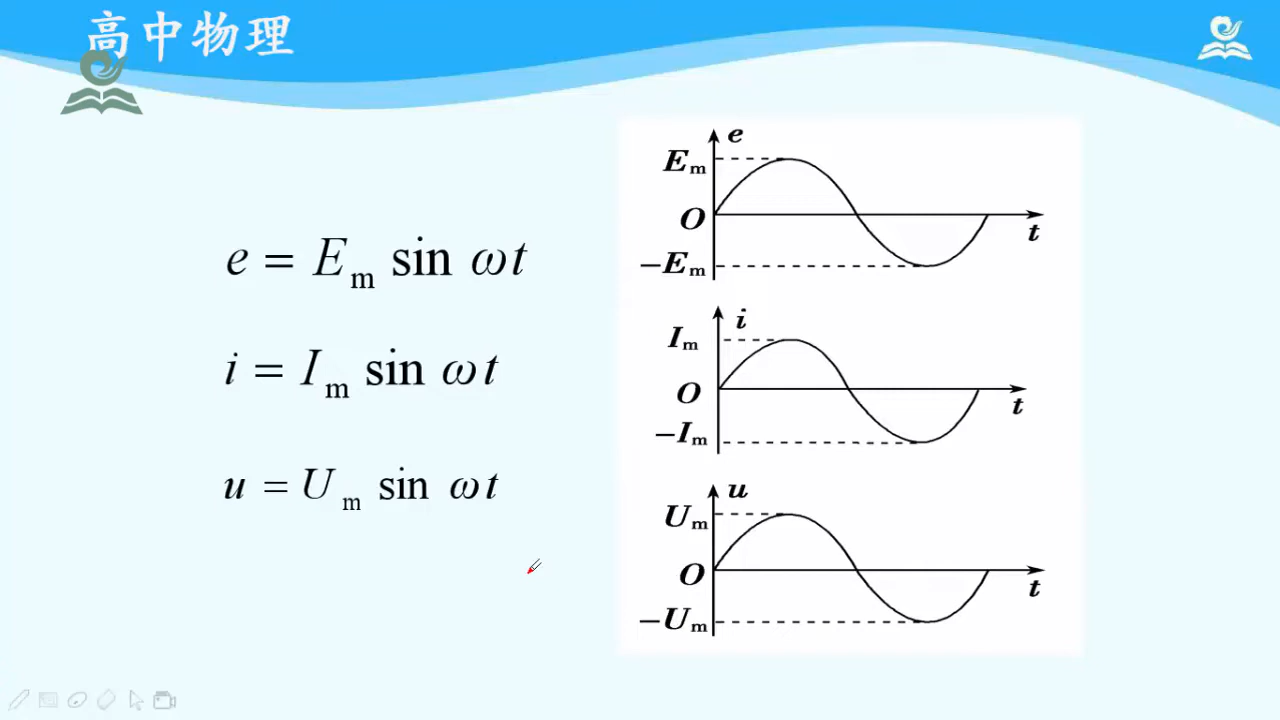 高中物理
e = E_m sin ωt
i = I_m sin ωt
u = U_m sin ωt
e
E_m
O
t
−E_m
i
I_m
O
t
−I_m
u
U_m
O
t
−U_m